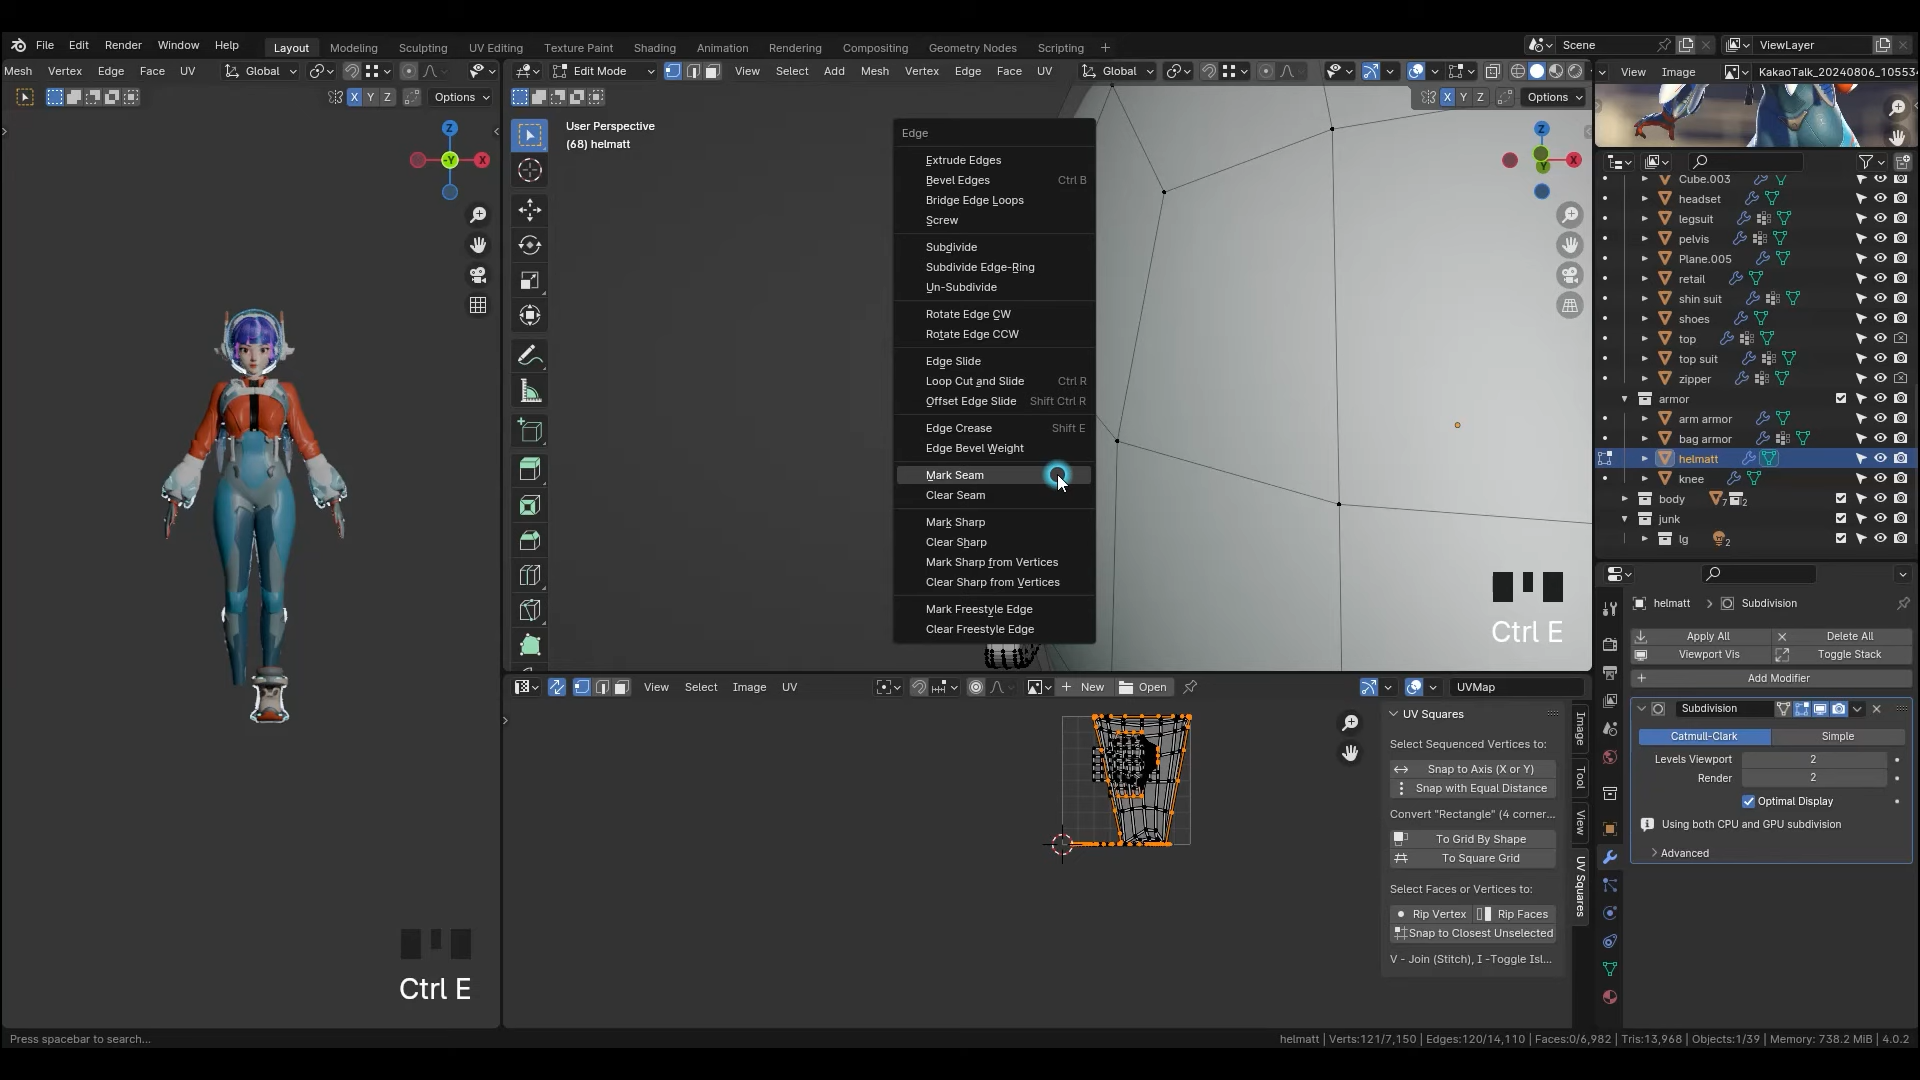 File Edit Render Window Help Layout Modeling Sculpting UV Editing Texture Paint Shading Animation Rendering Compositing Geometry Nodes Scripting + Scene ViewLayer
Mesh Vertex Edge Face UV Global
Edit Mode View Select Add Mesh Vertex Edge Face UV Global
View Image KakaoTalk_20240806_10553
X Y Z Options
X Y Z Options
User Perspective
(68) helmatt
Z
-Y X
Z
Y X
Edge
Extrude Edges
Bevel Edges Ctrl B
Bridge Edge Loops
Screw
Subdivide
Subdivide Edge-Ring
Un-Subdivide
Rotate Edge CW
Rotate Edge CCW
Edge Slide
Loop Cut and Slide Ctrl R
Offset Edge Slide Shift Ctrl R
Edge Crease Shift E
Edge Bevel Weight
Mark Seam
Clear Seam
Mark Sharp
Clear Sharp
Mark Sharp from Vertices
Clear Sharp from Vertices
Mark Freestyle Edge
Clear Freestyle Edge
Ctrl E
Cube.003
headset
legsuit
pelvis
Plane.005
retail
shin suit
shoes
top
top suit
zipper
armor
arm armor
bag armor
helmatt
knee
body 7 2
junk
lg 2
helmatt > Subdivision
Apply All Delete All
Viewport Vis Toggle Stack
Add Modifier
Subdivision
Catmull-Clark Simple
Levels Viewport 2
Render 2
Optimal Display
Using both CPU and GPU subdivision
Advanced
View Select Image UV New Open UVMap
UV Squares
Select Sequenced Vertices to:
Snap to Axis (X or Y)
Snap with Equal Distance
Convert "Rectangle" (4 corner...
To Grid By Shape
To Square Grid
Select Faces or Vertices to:
Rip Vertex Rip Faces
Snap to Closest Unselected
V - Join (Stitch), I -Toggle Isl...
Image
Tool
View
UV Squares
Ctrl E
Press spacebar to search...
helmatt | Verts:121/7,150 | Edges:120/14,110 | Faces:0/6,982 | Tris:13,968 | Objects:1/39 | Memory: 738.2 MiB | 4.0.2